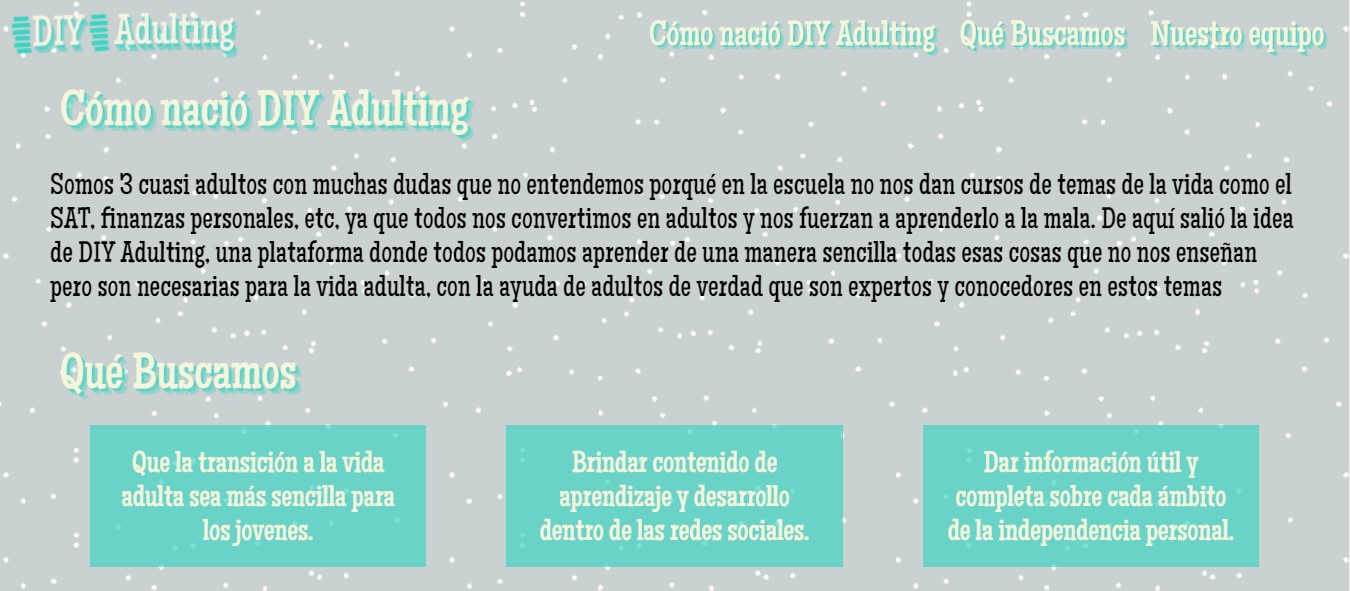 DIY Adulting
Cómo nació DIY Adulting Qué Buscamos Nuestro equipo
Cómo nació DIY Adulting
Somos 3 cuasi adultos con muchas dudas que no entendemos porqué en la escuela no nos dan cursos de temas de la vida como el
SAT, finanzas personales, etc, ya que todos nos convertimos en adultos y nos fuerzan a aprenderlo a la mala. De aquí salió la idea
de DIY Adulting, una plataforma donde todos podamos aprender de una manera sencilla todas esas cosas que no nos enseñan
pero son necesarias para la vida adulta, con la ayuda de adultos de verdad que son expertos y conocedores en estos temas
Qué Buscamos
Que la transición a la vida
adulta sea más sencilla para
los jovenes.
Brindar contenido de
aprendizaje y desarrollo
dentro de las redes sociales.
Dar información útil y
completa sobre cada ámbito
de la independencia personal.